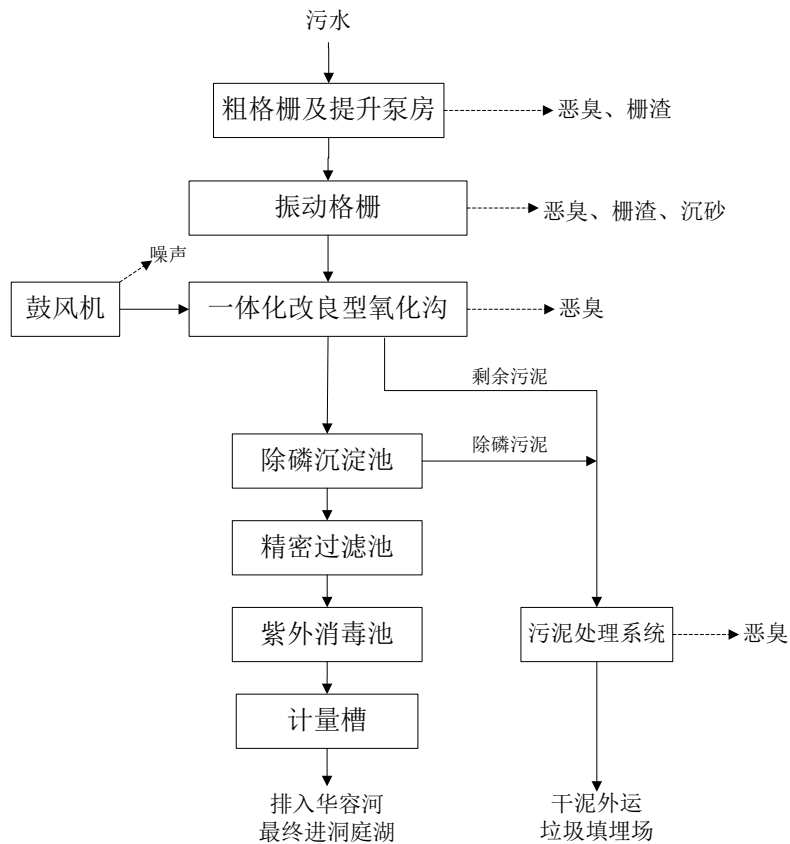 污水
粗格栅及提升泵房
恶臭、栅渣
振动格栅
恶臭、栅渣、沉砂
噪声
鼓风机
一体化改良型氧化沟
恶臭
剩余污泥
除磷沉淀池
除磷污泥
精密过滤池
紫外消毒池
污泥处理系统
恶臭
计量槽
排入华容河
最终进洞庭湖
干泥外运
垃圾填埋场